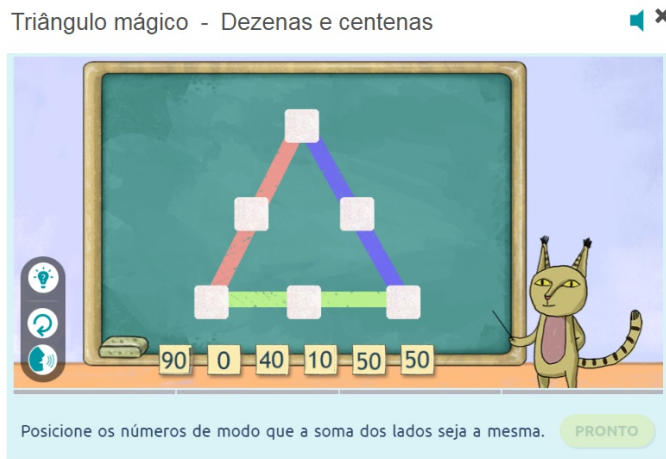 Triângulo mágico - Dezenas e centenas
90 0 40 10 50 50
Posicione os números de modo que a soma dos lados seja a mesma.
PRONTO